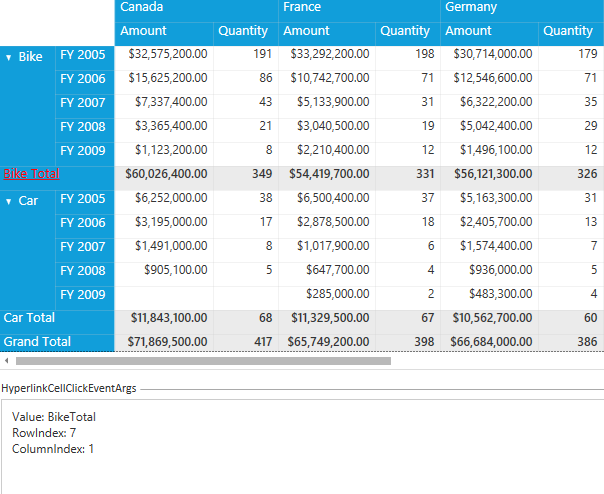 Canada France Germany
Amount Quantity Amount Quantity Amount Quantity
Bike FY 2005 $32,575,200.00 191 $33,292,200.00 198 $30,714,000.00 179
FY 2006 $15,625,200.00 86 $10,742,700.00 71 $12,546,600.00 71
FY 2007 $7,337,400.00 43 $5,133,900.00 31 $6,322,200.00 35
FY 2008 $3,365,400.00 21 $3,040,500.00 19 $5,042,400.00 29
FY 2009 $1,123,200.00 8 $2,210,400.00 12 $1,496,100.00 12
Bike Total $60,026,400.00 349 $54,419,700.00 331 $56,121,300.00 326
Car FY 2005 $6,252,000.00 38 $6,500,400.00 37 $5,163,300.00 31
FY 2006 $3,195,000.00 17 $2,878,500.00 18 $2,405,700.00 13
FY 2007 $1,491,000.00 8 $1,017,900.00 6 $1,574,400.00 7
FY 2008 $905,100.00 5 $647,700.00 4 $936,000.00 5
FY 2009 $285,000.00 2 $483,300.00 4
Car Total $11,843,100.00 68 $11,329,500.00 67 $10,562,700.00 60
Grand Total $71,869,500.00 417 $65,749,200.00 398 $66,684,000.00 386
HyperlinkCellClickEventArgs
Value: BikeTotal
RowIndex: 7
ColumnIndex: 1